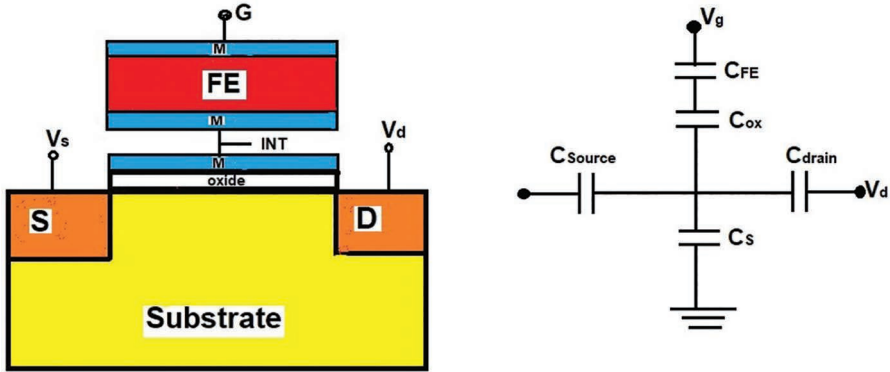 G
M
FE
M
INT
M
oxide
Vs
Vd
S
D
Substrate
Vg
CFE
Cox
CSource
Cdrain
Vd
CS